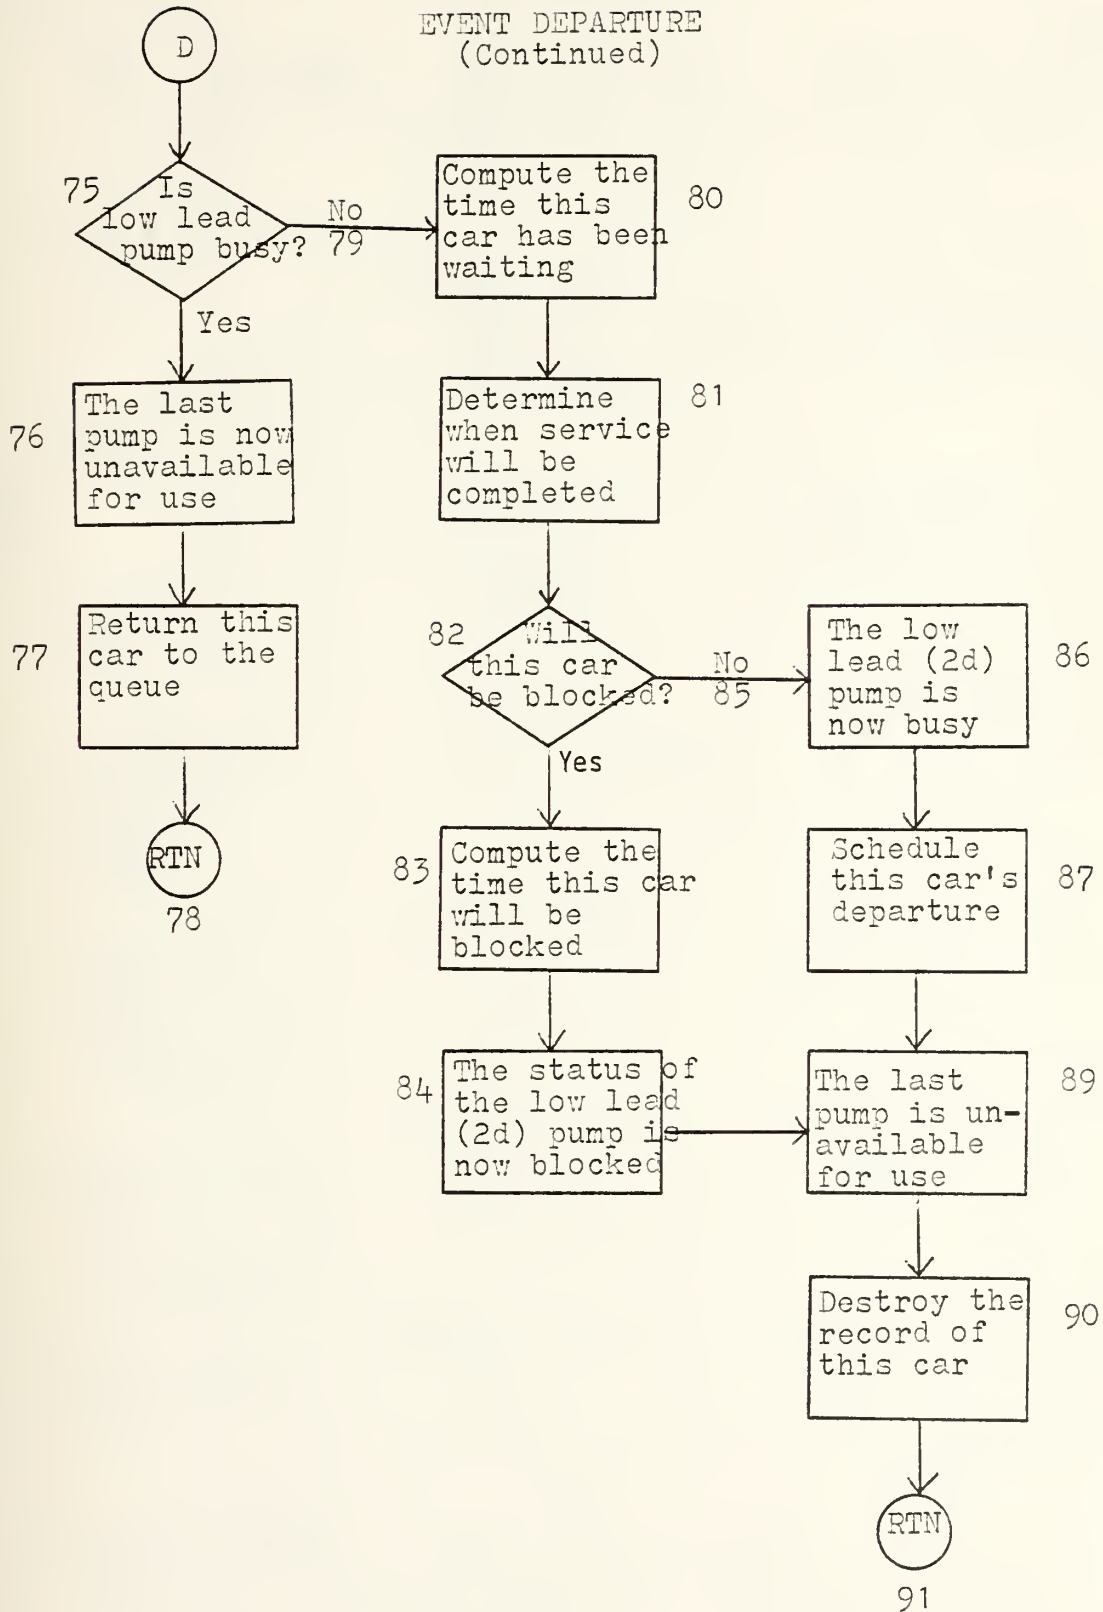 EVENT DEPARTURE
(Continued)
D
75
Is
low lead
pump busy?
No
79
Yes
Compute the
time this
car has been
waiting
80
76
The last
pump is now
unavailable
for use
Determine
when service
will be
completed
81
77
Return this
car to the
queue
82
Will
this car
be blocked?
No
85
Yes
The low
lead (2d)
pump is
now busy
86
RTN
78
83
Compute the
time this car
will be
blocked
Schedule
this car's
departure
87
84
The status of
the low lead
(2d) pump is
now blocked
The last
pump is un-
available
for use
89
Destroy the
record of
this car
90
RTN
91